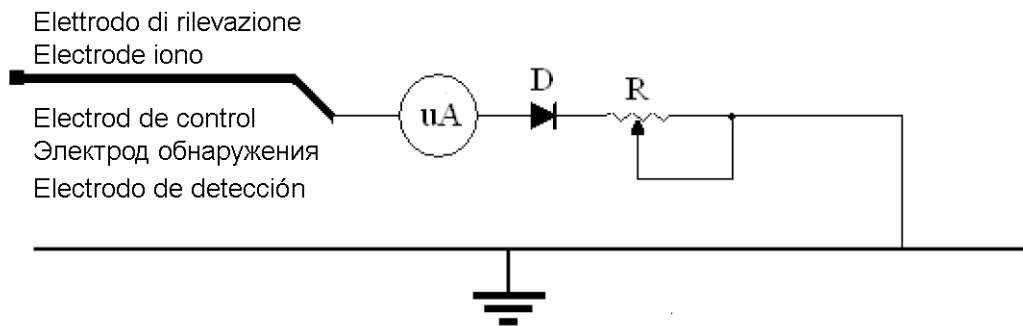 Elettrodo di rilevazione
Electrode iono
Electrod de control
Электрод обнаружения
Electrodo de detección
uA
D
R